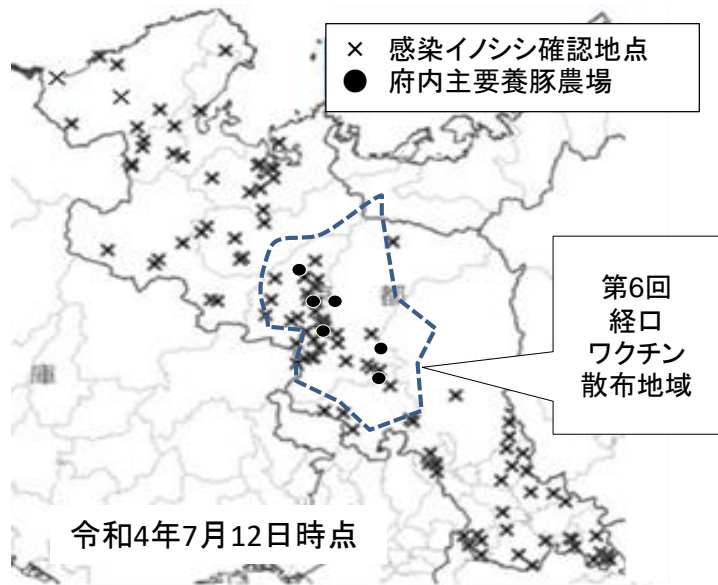 × 感染イノシシ確認地点
● 府内主要養豚農場
都
第6回
経口
ワクチン
散布地域
庫
令和4年7月12日時点